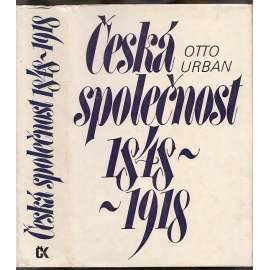 Česká společnost 1848-1918
ČK
Česká
OTTO
URBAN
společnost
1848~
~1918